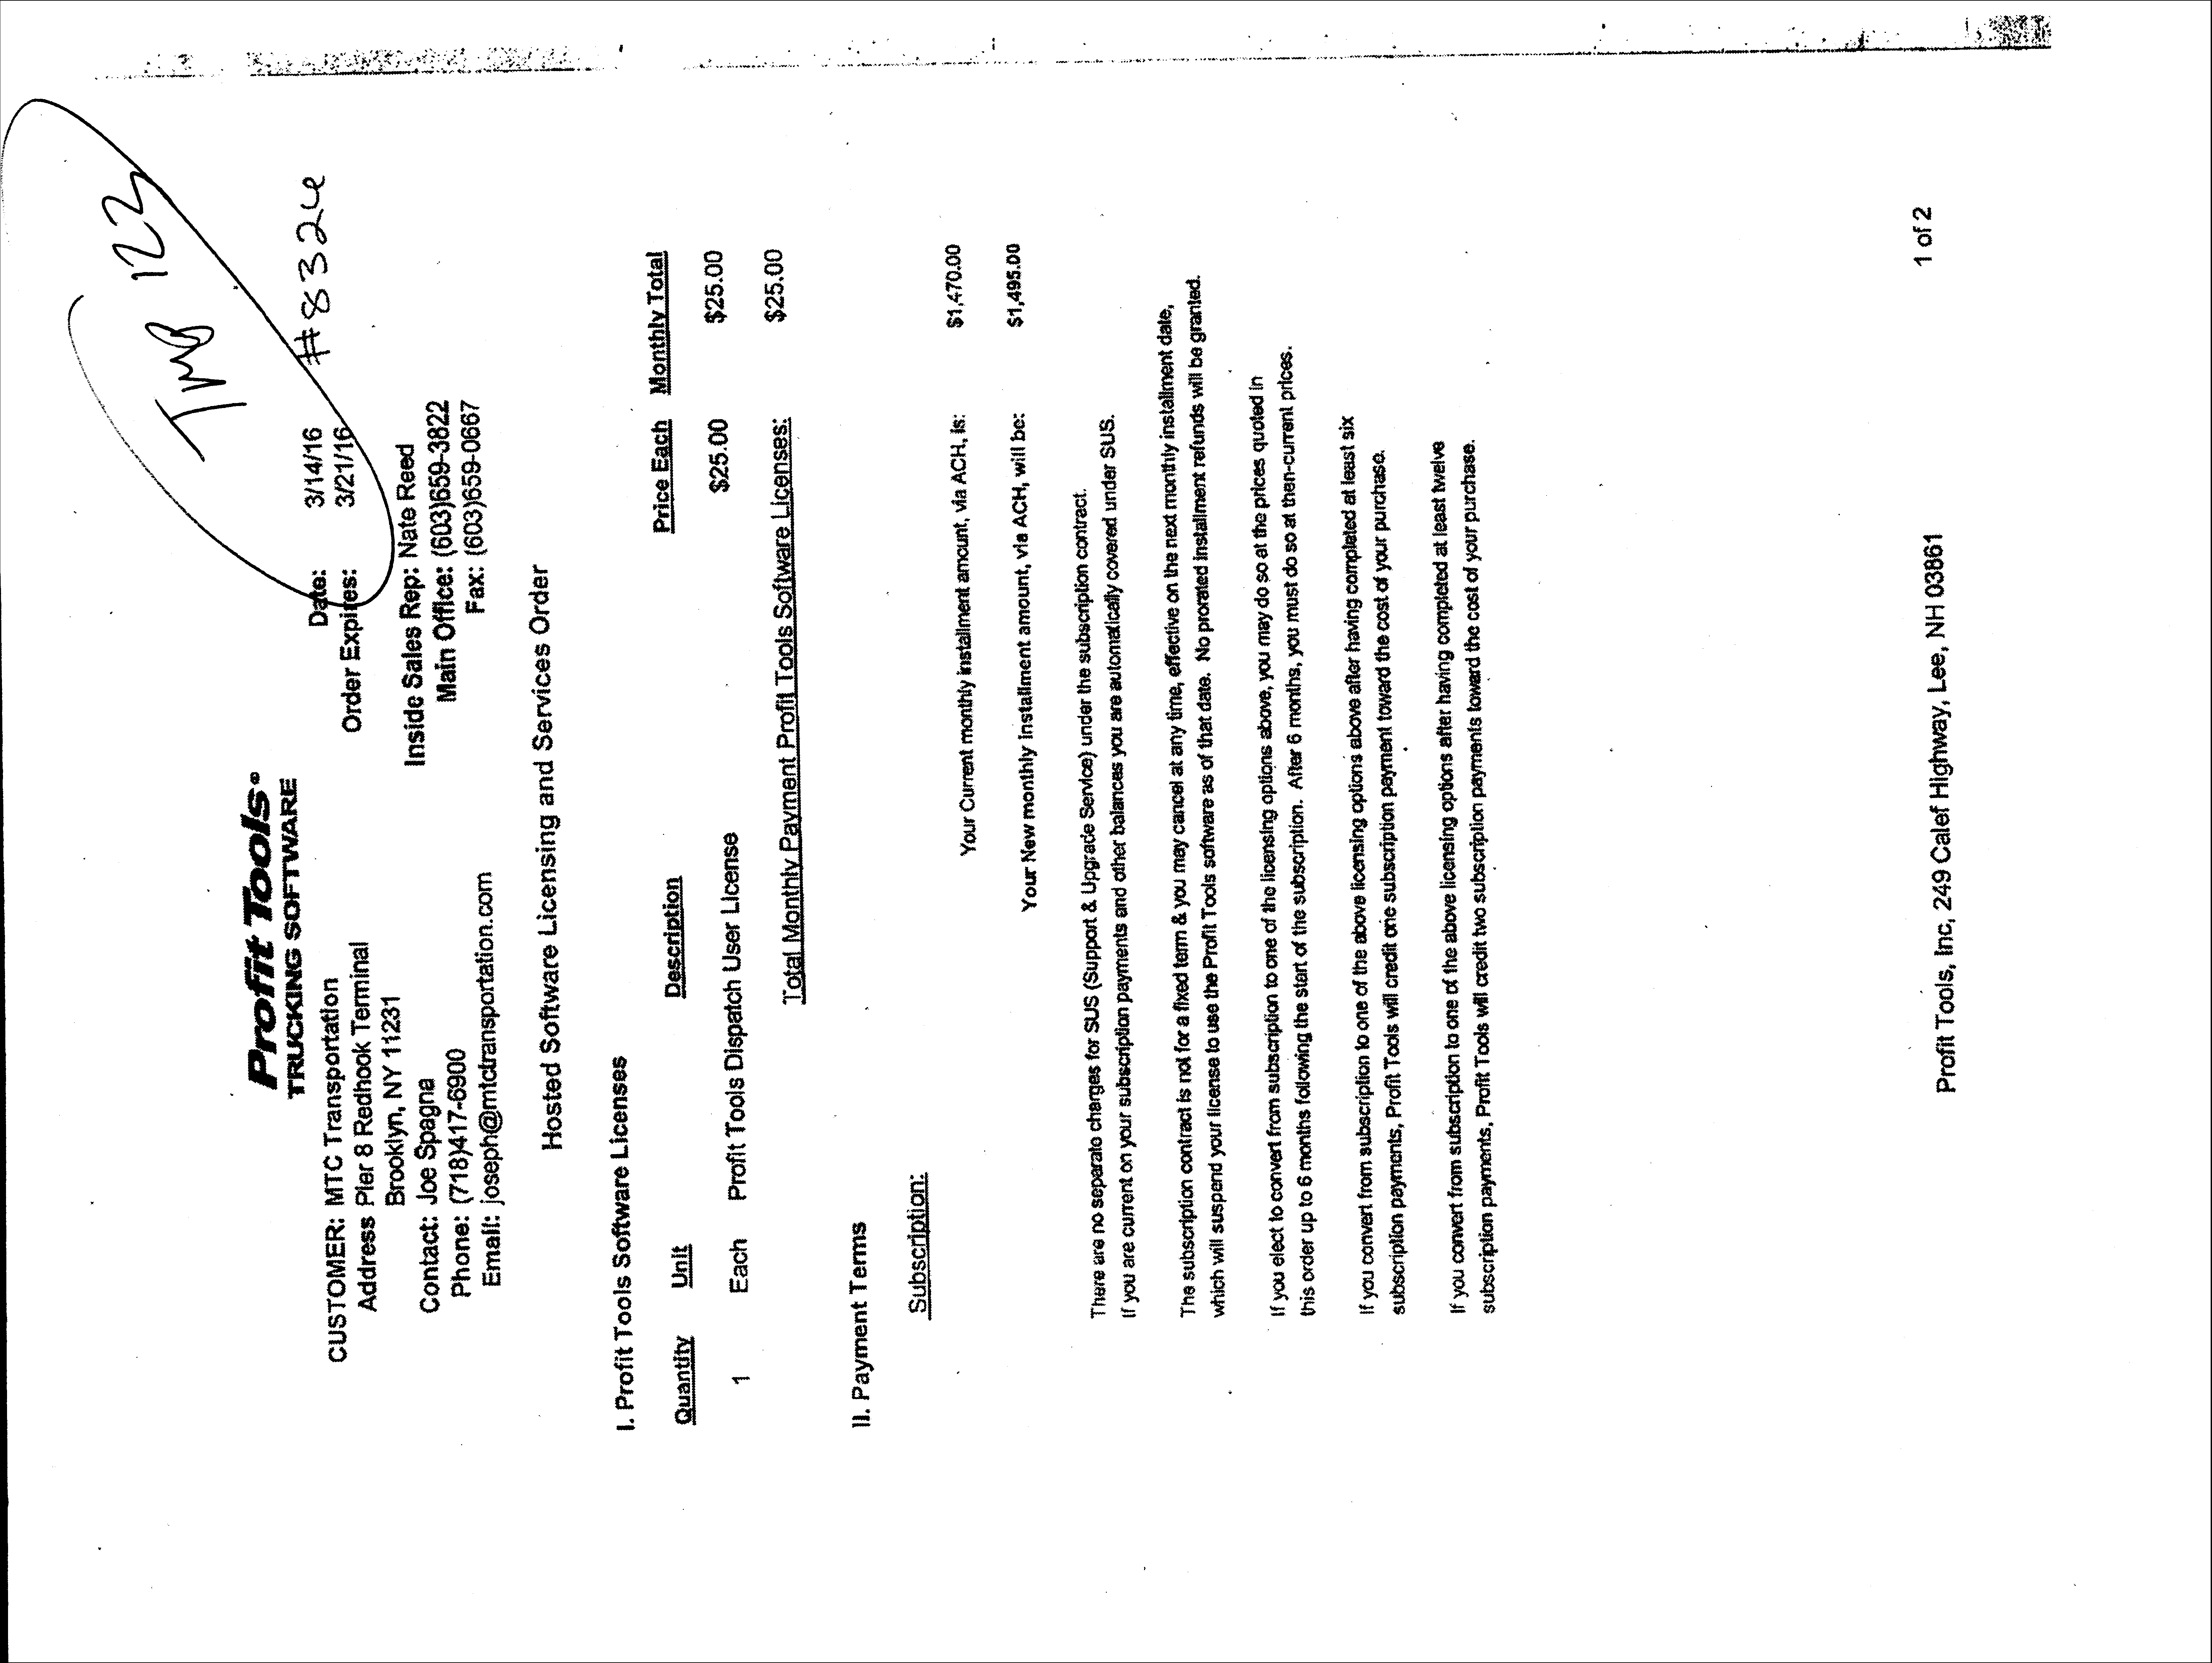 TMB 122
#8324
Profit Tools®
TRUCKING SOFTWARE
CUSTOMER: MTC Transportation
Address Pier 8 Redhook Terminal
Brooklyn, NY 11231
Contact: Joe Spagna
Phone: (718)417-6900
Email: joseph@mtctransportation.com
Date: 3/14/16
Order Expires: 3/21/16
Inside Sales Rep: Nate Reed
Main Office: (603)659-3822
Fax: (603)659-0667
Hosted Software Licensing and Services Order
I. Profit Tools Software Licenses
Quantity Unit Description Price Each Monthly Total
1 Each Profit Tools Dispatch User License $25.00 $25.00
Total Monthly Payment Profit Tools Software Licenses: $25.00
II. Payment Terms
Subscription:
Your Current monthly installment amount, via ACH, is: $1,470.00
Your New monthly installment amount, via ACH, will be: $1,495.00
There are no separate charges for SUS (Support & Upgrade Service) under the subscription contract.
If you are current on your subscription payments and other balances you are automatically covered under SUS.
The subscription contract is not for a fixed term & you may cancel at any time, effective on the next monthly installment date,
which will suspend your license to use the Profit Tools software as of that date. No prorated installment refunds will be granted.
If you elect to convert from subscription to one of the licensing options above, you may do so at the prices quoted in
this order up to 6 months following the start of the subscription. After 6 months, you must do so at then-current prices.
If you convert from subscription to one of the above licensing options above after having completed at least six
subscription payments, Profit Tools will credit one subscription payment toward the cost of your purchase.
If you convert from subscription to one of the above licensing options after having completed at least twelve
subscription payments, Profit Tools will credit two subscription payments toward the cost of your purchase.
Profit Tools, Inc, 249 Calef Highway, Lee, NH 03861
1 of 2